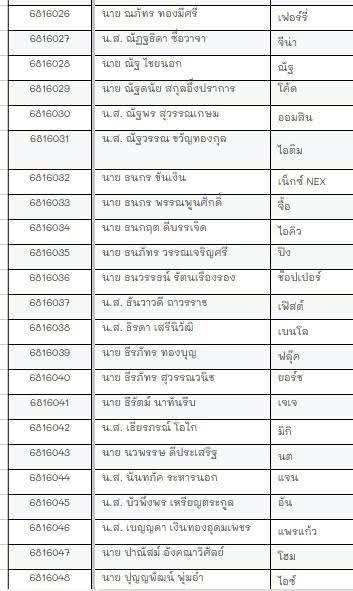 6816026 นาย ณภัทร ทองมีศรี เฟอร์รี่
6816027 น.ส. ณัฏฐธิดา ซื่อวาจา จีน่า
6816028 นาย ณัฐ ไชยนอก ณัฐ
6816029 นาย ณัฐดนัย สกุลอึ้งปราการ โค้ด
6816030 น.ส. ณัฐพร สุวรรณเกษม ออมสิน
6816031 น.ส. ณัฐวรรณ ขวัญทองกุล ไอติม
6816032 นาย ธนกร ขันเงิน เน็กซ์ NEX
6816033 นาย ธนกร พรรณพูนศักดิ์ จื้อ
6816034 นาย ธนกฤต ดีบรรเจิด ไอคิว
6816035 นาย ธนภัทร วรรณเจริญศรี ปิง
6816036 นาย ธนวรรธน์ รัตนเรืองรอง ช็อปเปอร์
6816037 น.ส. ธันวาวดี ถาวรราช เฟิสต์
6816038 น.ส. ธิรดา เสรีนิวัฒิ เบนโล
6816039 นาย ธีรภัทร ทองบุญ ฟลุ๊ค
6816040 นาย ธีรภัทร สุวรรณวนิช ยอร์ช
6816041 นาย ธีรัตม์ นาทันรีบ เจเจ
6816042 น.ส. เธียรภรณ์ โอไก มิกิ
6816043 นาย นวพรรษ ดีประเสริฐ นต
6816044 น.ส. นันทภัค ระหารนอก แจน
6816045 น.ส. บัวพึงพร เหรียญตระกูล อัน
6816046 น.ส. เบญญดา เงินทองอุดมเพชร แพรแก้ว
6816047 นาย ปาณัสม์ อังคณาวิศัลย์ โฮม
6816048 นาย ปุญญพัฒน์ พุ่มอ่ำ ไอซ์